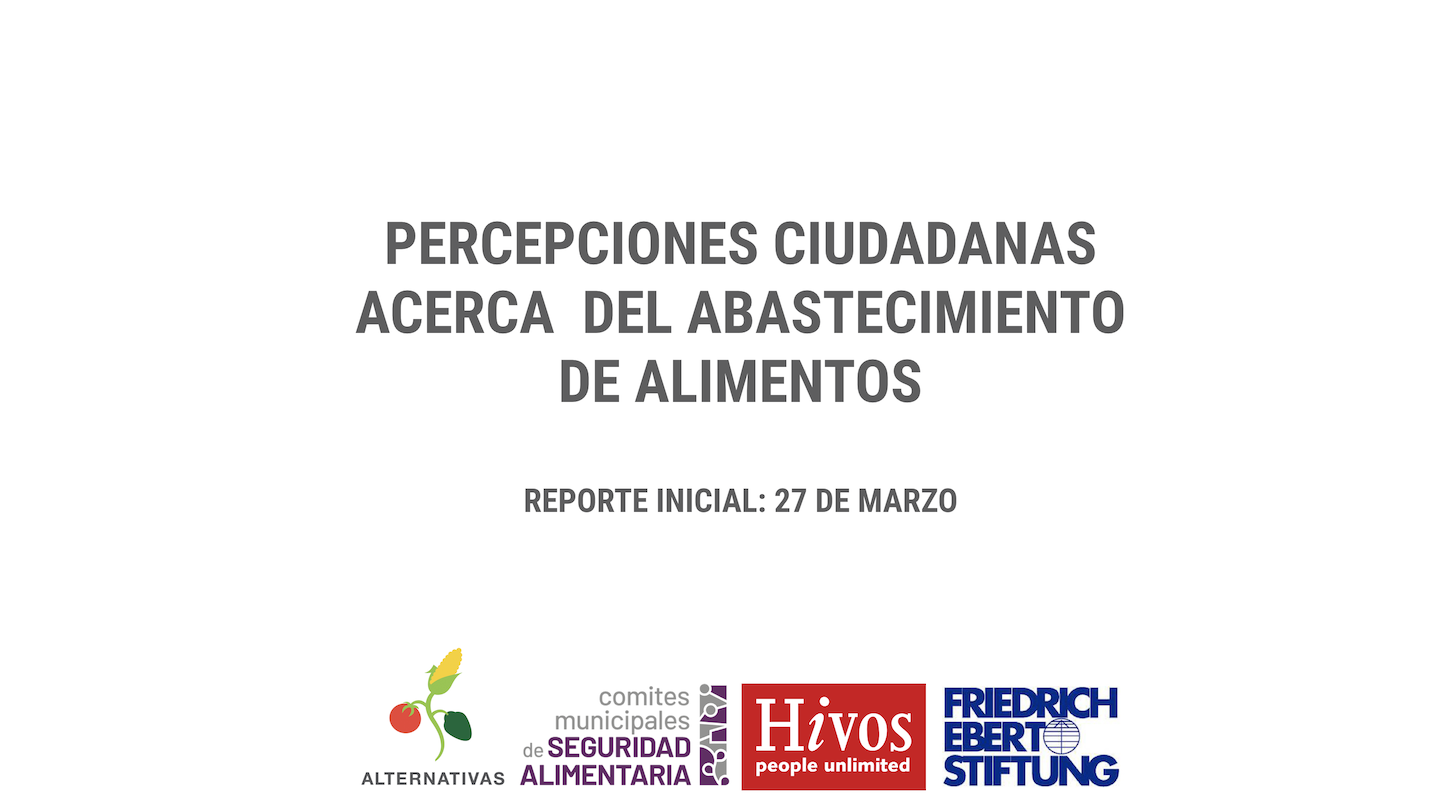 PERCEPCIONES CIUDADANAS
ACERCA DEL ABASTECIMIENTO
DE ALIMENTOS
REPORTE INICIAL: 27 DE MARZO
ALTERNATIVAS
comites
municipales
de SEGURIDAD
ALIMENTARIA
Hivos
people unlimited
FRIEDRICH
EBERT
STIFTUNG